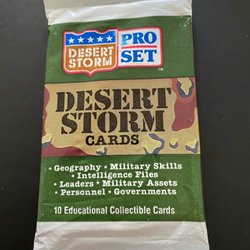 DESERT STORM
PRO SET
DESERT
STORM
CARDS
• Geography • Military Skills
• Intelligence Files
• Leaders • Military Assets
• Personnel • Governments
10 Educational Collectible Cards